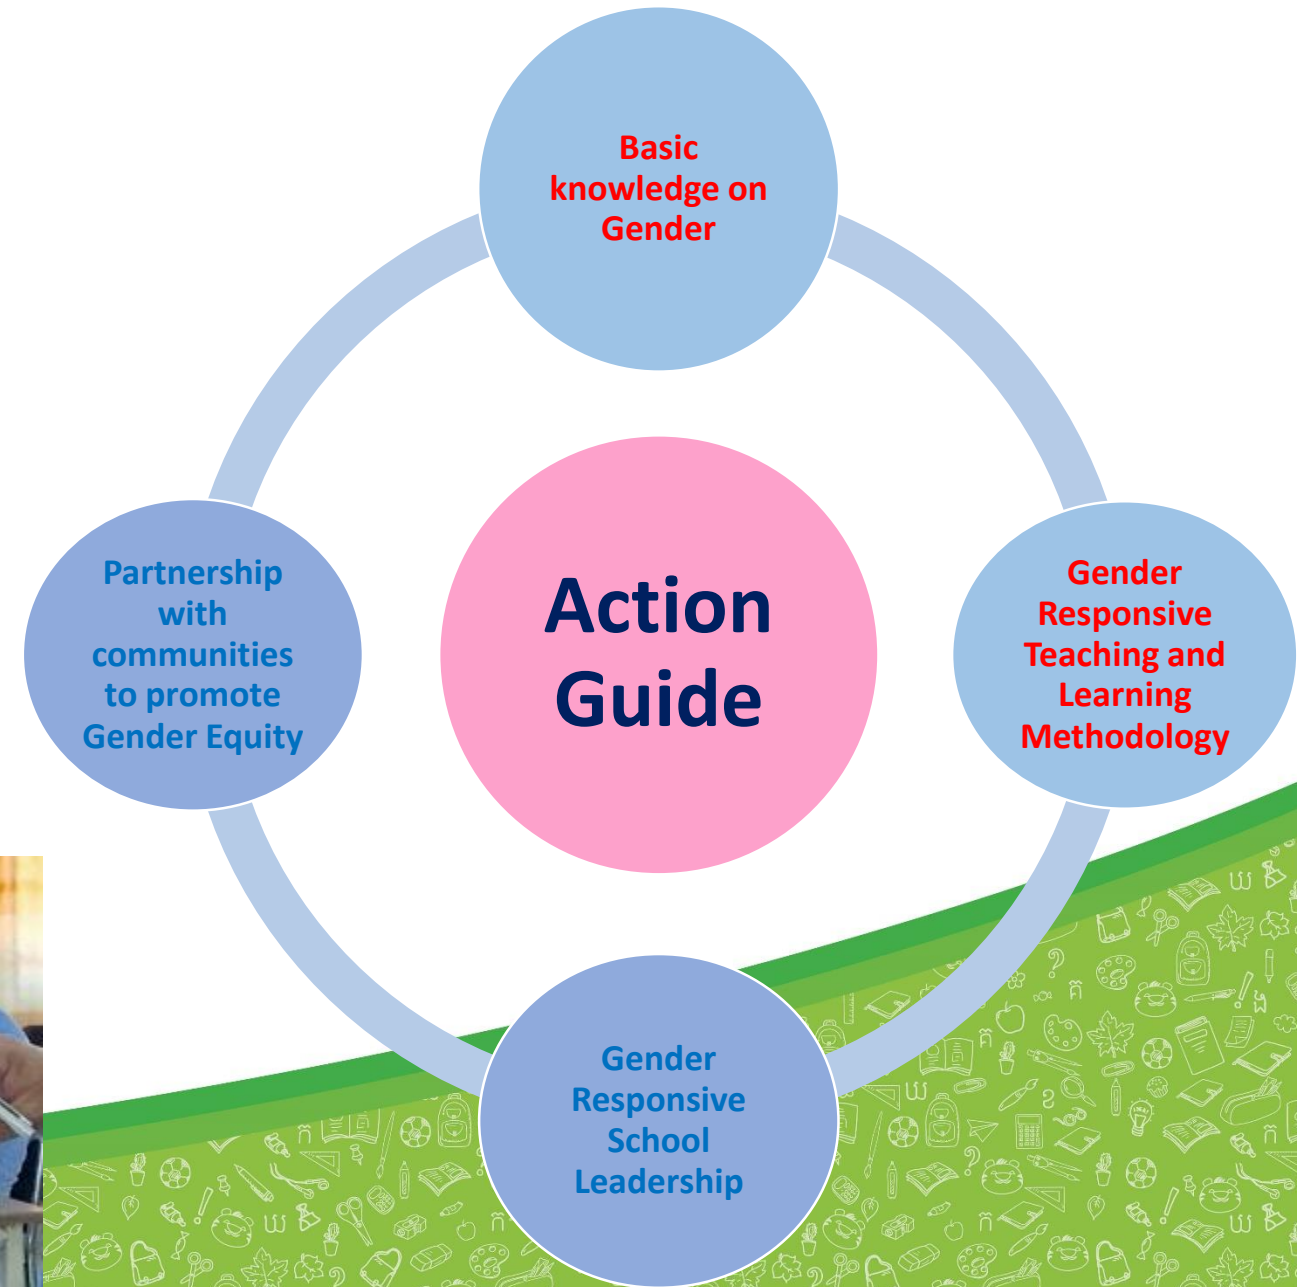 Basic
knowledge on
Gender
Partnership
with
communities
to promote
Gender Equity
Action
Guide
Gender
Responsive
Teaching and
Learning
Methodology
Gender
Responsive
School
Leadership